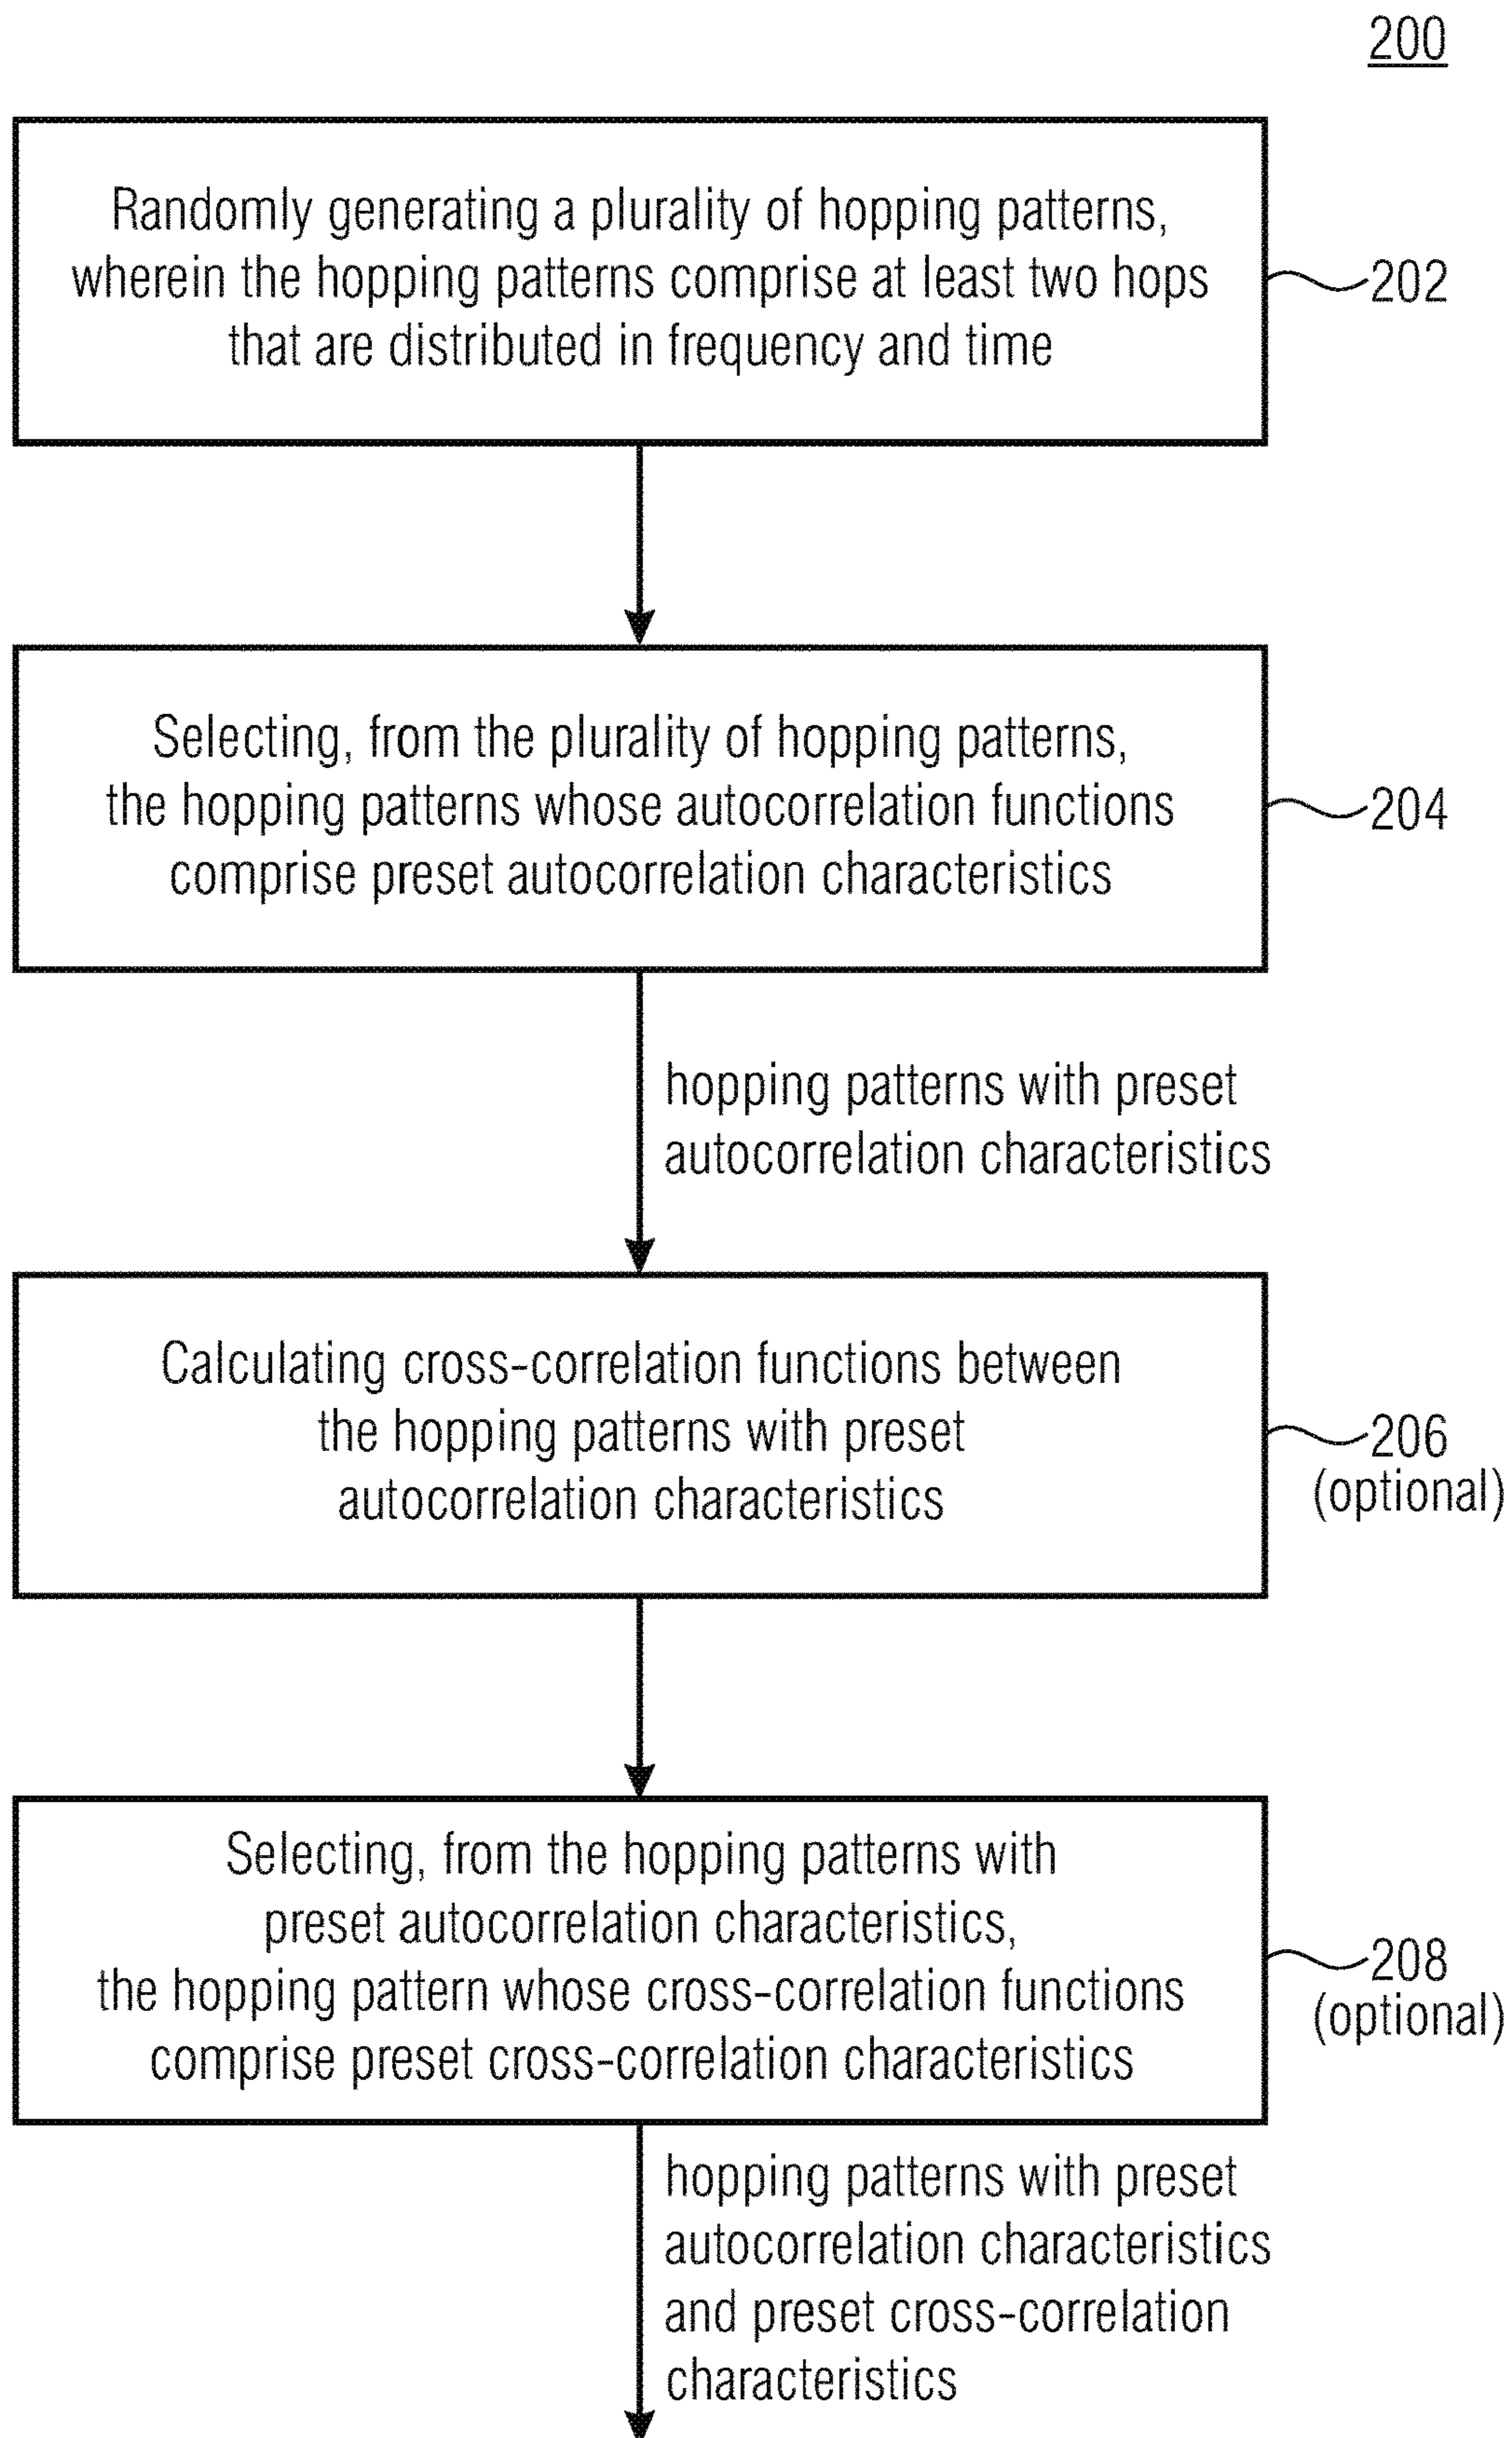 200
Randomly generating a plurality of hopping patterns,
wherein the hopping patterns comprise at least two hops
that are distributed in frequency and time
202
Selecting, from the plurality of hopping patterns,
the hopping patterns whose autocorrelation functions
comprise preset autocorrelation characteristics
204
hopping patterns with preset
autocorrelation characteristics
Calculating cross-correlation functions between
the hopping patterns with preset
autocorrelation characteristics
206
(optional)
Selecting, from the hopping patterns with
preset autocorrelation characteristics,
the hopping pattern whose cross-correlation functions
comprise preset cross-correlation characteristics
208
(optional)
hopping patterns with preset
autocorrelation characteristics
and preset cross-correlation
characteristics